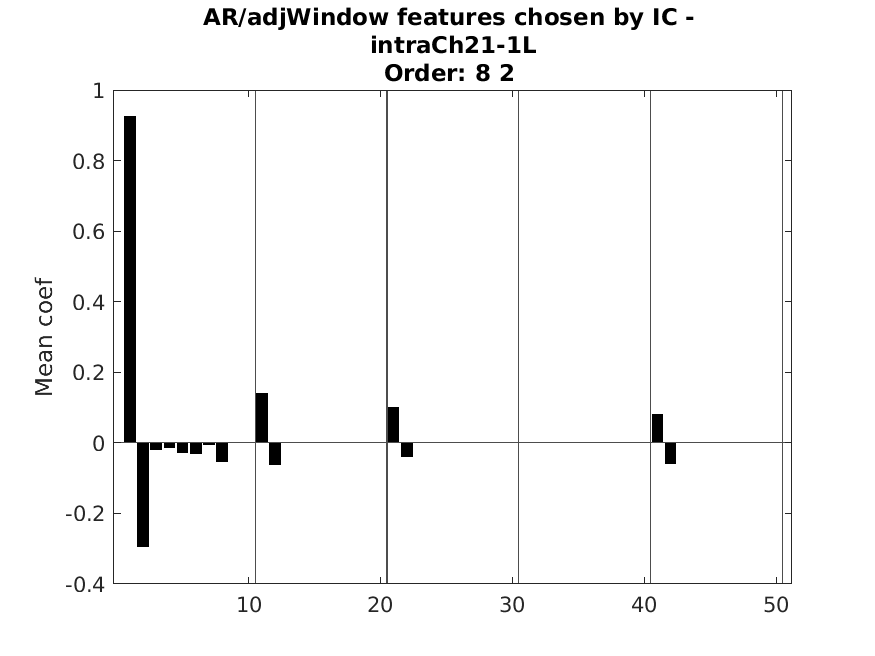 AR/adjWindow features chosen by IC -
intraCh21-1L
Order: 8 2
1
0.8
0.6
0.4
0.2
0
-0.2
-0.4
Mean coef
10 20 30 40 50